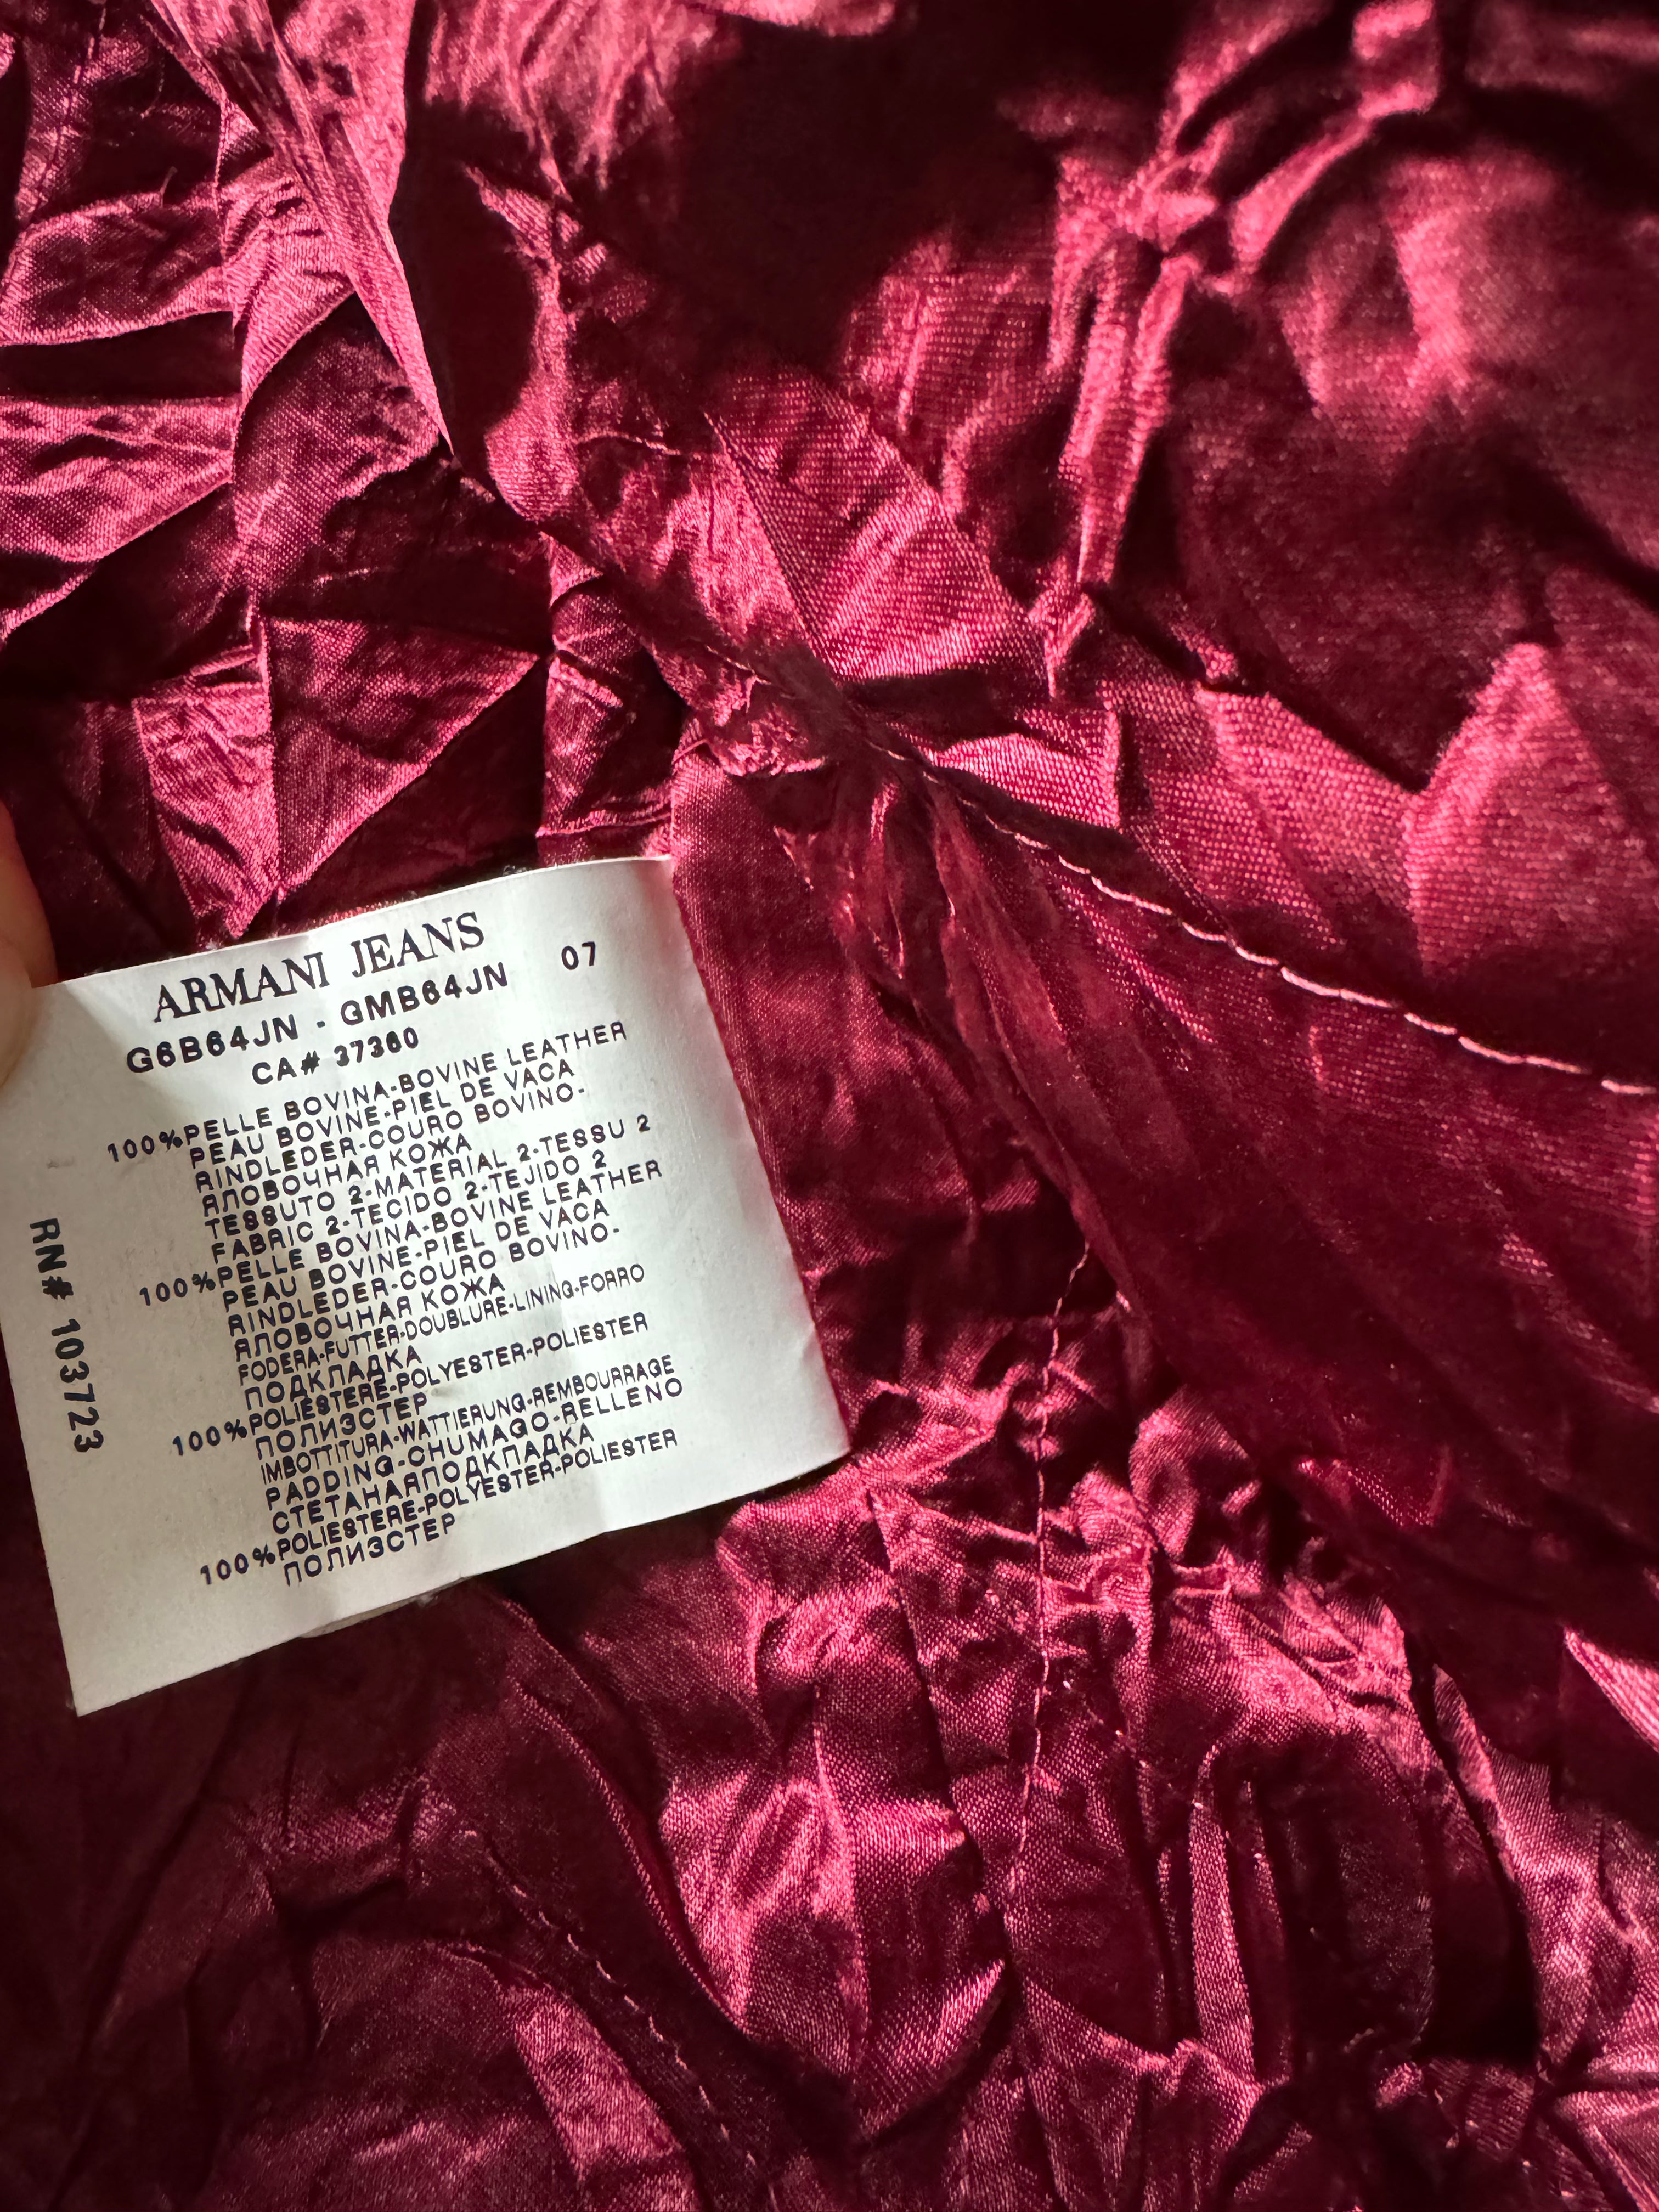 ARMANI JEANS
G6B64JN - GMB64JN 07
CA# 37360
100%PELLE BOVINA-BOVINE LEATHER
PEAU BOVINE-PIEL DE VACA
RINDLEDER-COURO BOVINO-
ЯЛОВОЧНАЯ КОЖА
TESSUTO 2-MATERIAL 2-TESSU 2
FABRIC 2-TECIDO 2-TEJIDO 2
100%PELLE BOVINA-BOVINE LEATHER
PEAU BOVINE-PIEL DE VACA
RINDLEDER-COURO BOVINO-
ЯЛОВОЧНАЯ КОЖА
FODERA-FUTTER-DOUBLURE-LINING-FORRO
ПОДКЛАДКА
100%POLIESTERE-POLYESTER-POLIESTER
ПОЛИЭСТЕР
IMBOTTITURA-WATTIERUNG-REMBOURRAGE
PADDING-CHUMAGO-RELLENO
СТЕТАНАЯПОДКЛАДКА
100%POLIESTERE-POLYESTER-POLIESTER
ПОЛИЭСТЕР
RN# 103723